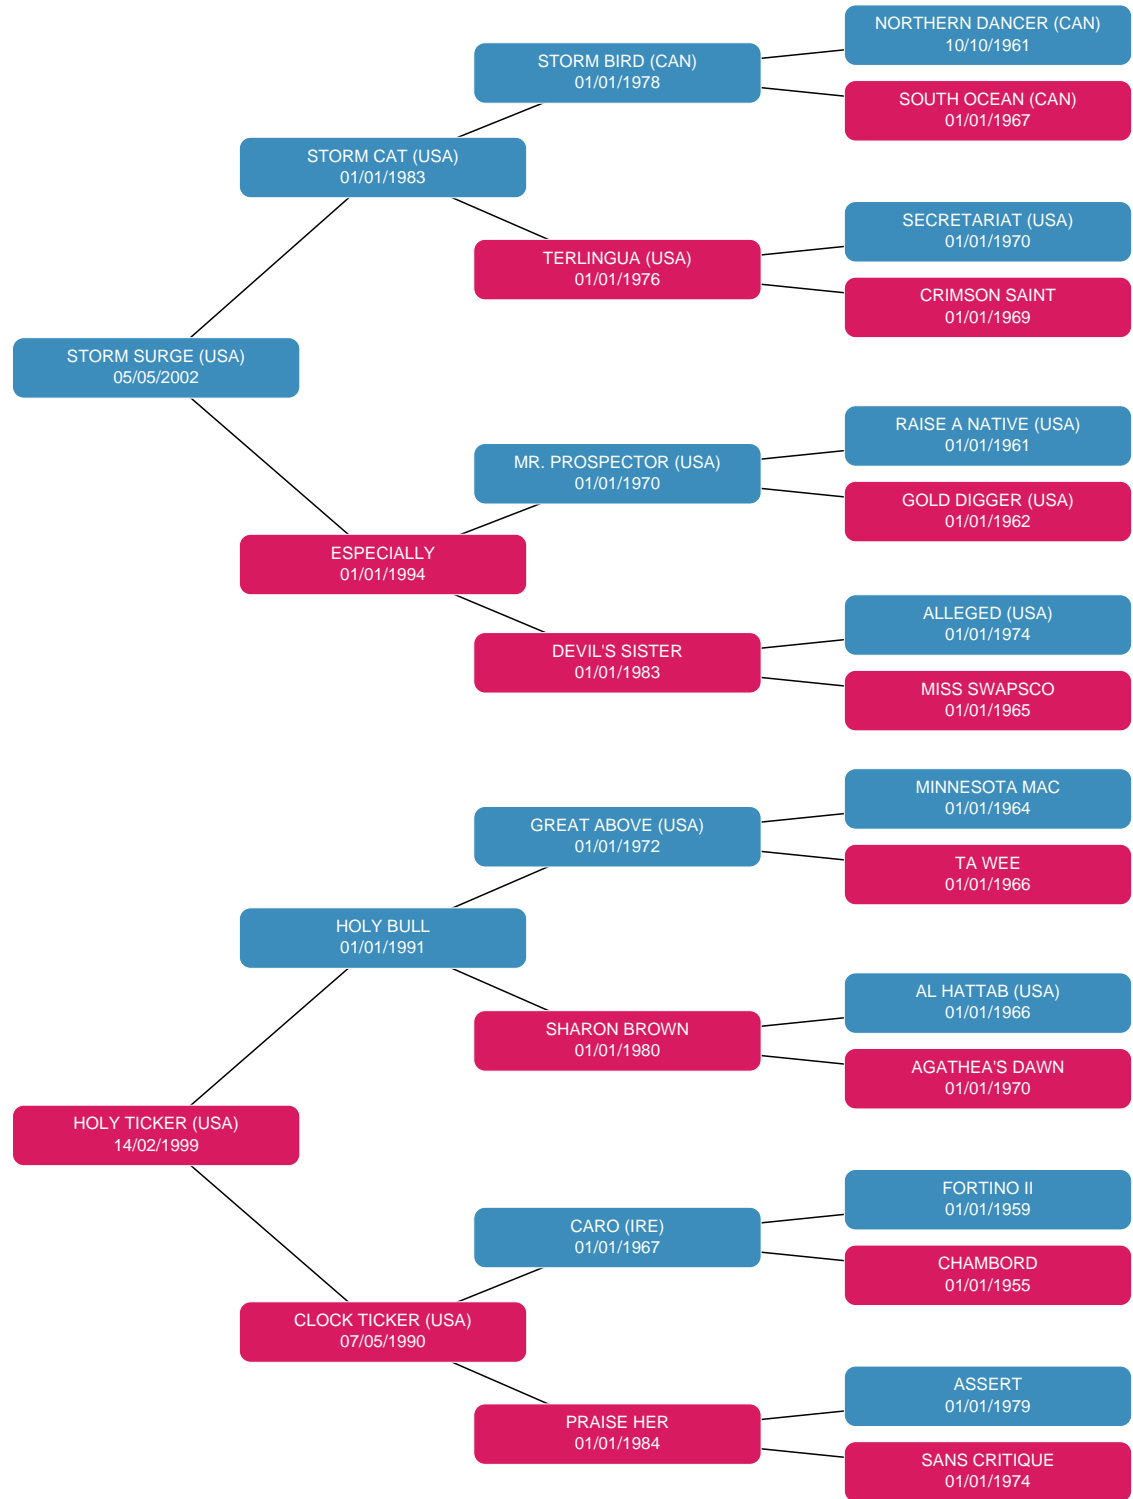 NORTHERN DANCER (CAN)
10/10/1961
STORM BIRD (CAN)
01/01/1978
SOUTH OCEAN (CAN)
01/01/1967
STORM CAT (USA)
01/01/1983
SECRETARIAT (USA)
01/01/1970
TERLINGUA (USA)
01/01/1976
CRIMSON SAINT
01/01/1969
STORM SURGE (USA)
05/05/2002
RAISE A NATIVE (USA)
01/01/1961
MR. PROSPECTOR (USA)
01/01/1970
GOLD DIGGER (USA)
01/01/1962
ESPECIALLY
01/01/1994
ALLEGED (USA)
01/01/1974
DEVIL'S SISTER
01/01/1983
MISS SWAPSCO
01/01/1965
MINNESOTA MAC
01/01/1964
GREAT ABOVE (USA)
01/01/1972
TA WEE
01/01/1966
HOLY BULL
01/01/1991
AL HATTAB (USA)
01/01/1966
SHARON BROWN
01/01/1980
AGATHEA'S DAWN
01/01/1970
HOLY TICKER (USA)
14/02/1999
FORTINO II
01/01/1959
CARO (IRE)
01/01/1967
CHAMBORD
01/01/1955
CLOCK TICKER (USA)
07/05/1990
ASSERT
01/01/1979
PRAISE HER
01/01/1984
SANS CRITIQUE
01/01/1974